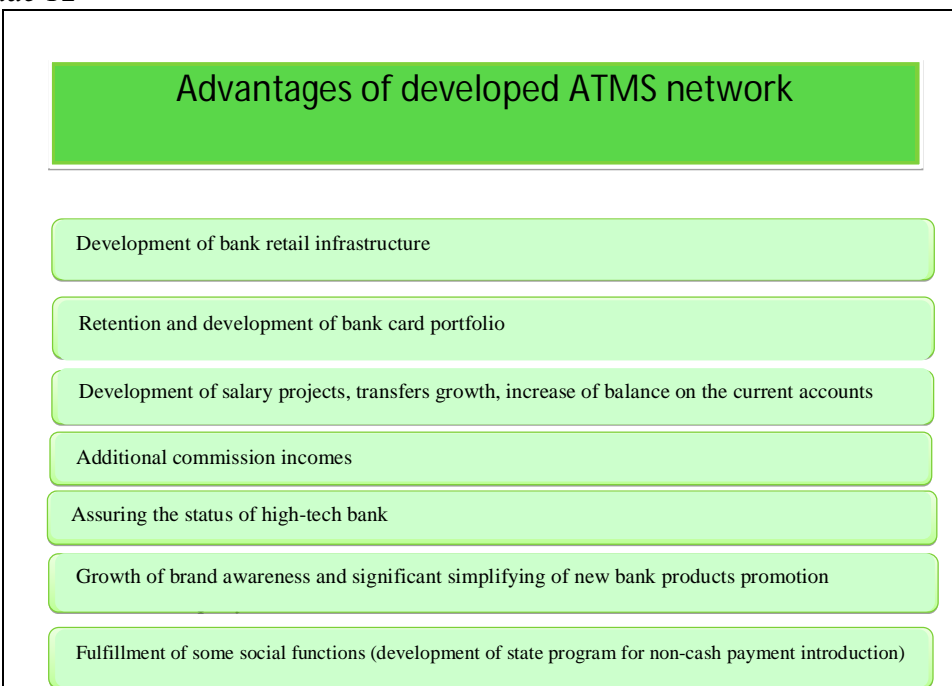 Advantages of developed ATMS network
Development of bank retail infrastructure
Retention and development of bank card portfolio
Development of salary projects, transfers growth, increase of balance on the current accounts
Additional commission incomes
Assuring the status of high-tech bank
Growth of brand awareness and significant simplifying of new bank products promotion
Fulfillment of some social functions (development of state program for non-cash payment introduction)